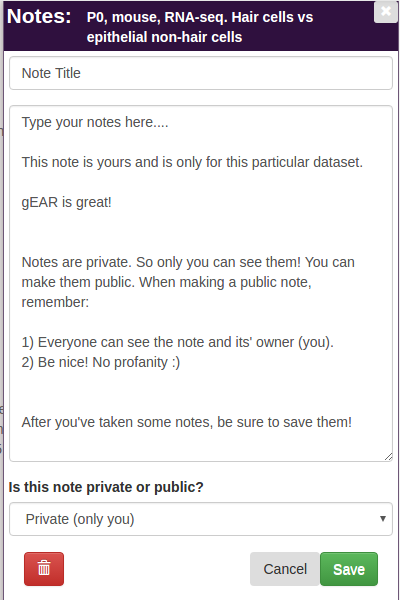 Notes: P0, mouse, RNA-seq. Hair cells vs
epithelial non-hair cells
Note Title
Type your notes here....
This note is yours and is only for this particular dataset.
gEAR is great!
Notes are private. So only you can see them! You can
make them public. When making a public note,
remember:
1) Everyone can see the note and its' owner (you).
2) Be nice! No profanity :)
After you've taken some notes, be sure to save them!
Is this note private or public?
Private (only you)
Cancel Save